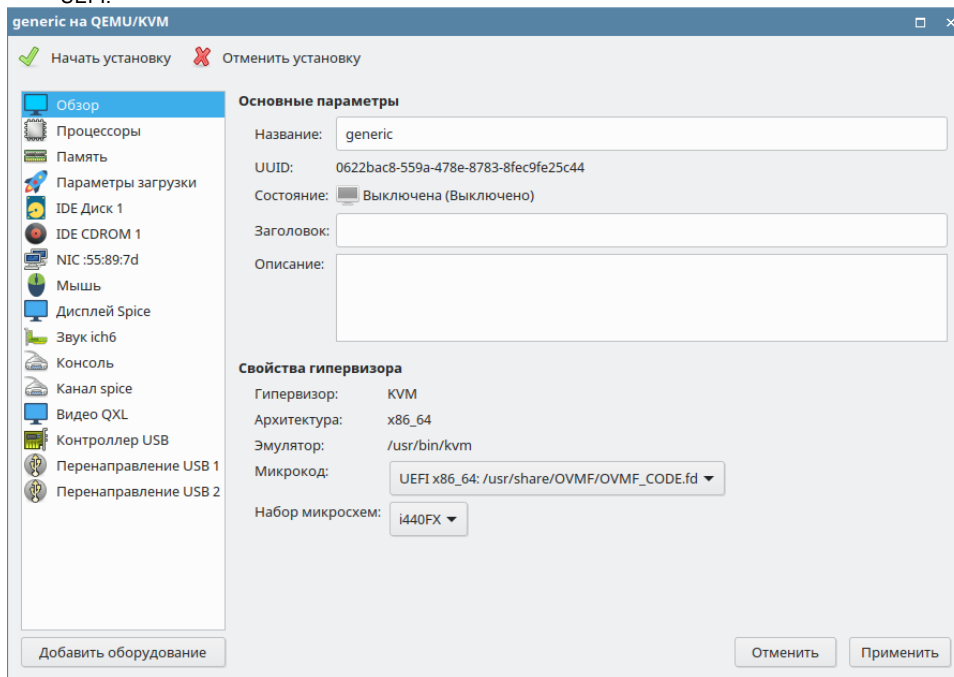 UEFI.
generic на QEMU/KVM
Начать установку Отменить установку
Обзор
Процессоры
Память
Параметры загрузки
IDE Диск 1
IDE CDROM 1
NIC :55:89:7d
Мышь
Дисплей Spice
Звук ich6
Консоль
Канал spice
Видео QXL
Контроллер USB
Перенаправление USB 1
Перенаправление USB 2
Добавить оборудование
Основные параметры
Название: generic
UUID: 0622bac8-559a-478e-8783-8fec9fe25c44
Состояние: Выключена (Выключено)
Заголовок:
Описание:
Свойства гипервизора
Гипервизор: KVM
Архитектура: x86_64
Эмулятор: /usr/bin/kvm
Микрокод: UEFI x86_64: /usr/share/OVMF/OVMF_CODE.fd
Набор микросхем: i440FX
Отменить Применить